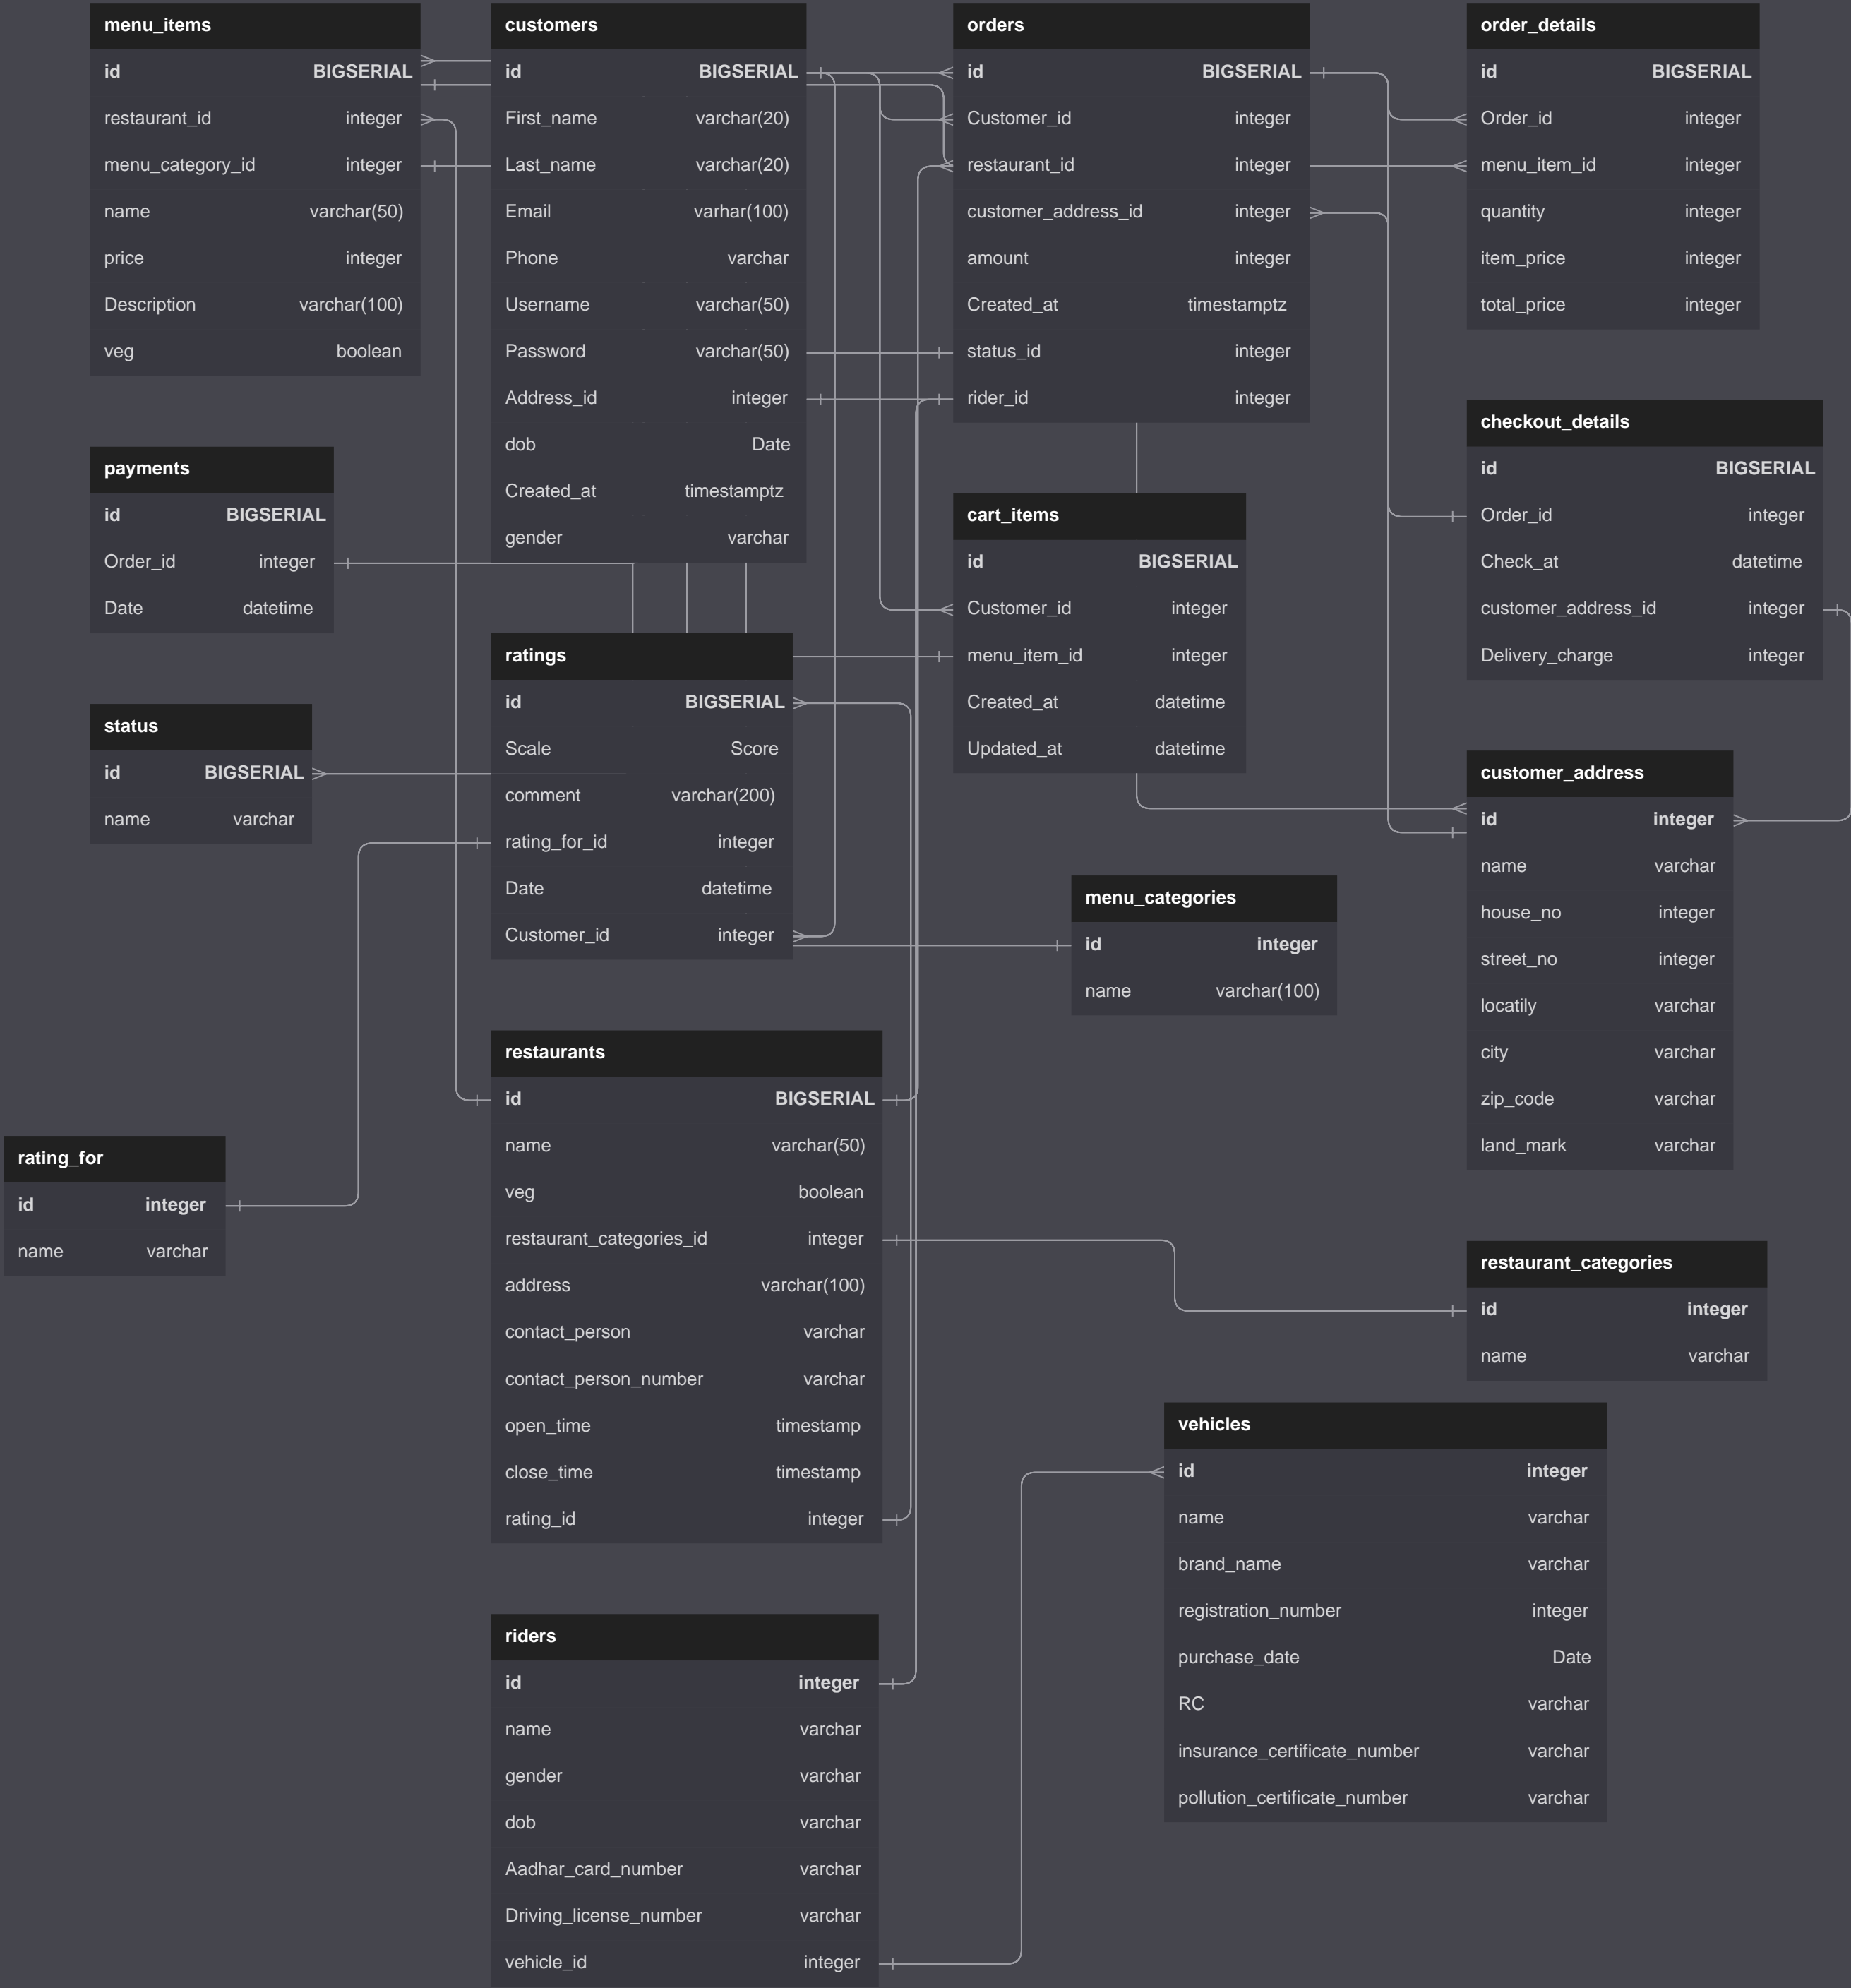 menu_items
id BIGSERIAL
restaurant_id integer
menu_category_id integer
name varchar(50)
price integer
Description varchar(100)
veg boolean
customers
id BIGSERIAL
First_name varchar(20)
Last_name varchar(20)
Email varhar(100)
Phone varchar
Username varchar(50)
Password varchar(50)
Address_id integer
dob Date
Created_at timestamptz
gender varchar
orders
id BIGSERIAL
Customer_id integer
restaurant_id integer
customer_address_id integer
amount integer
Created_at timestamptz
status_id integer
rider_id integer
order_details
id BIGSERIAL
Order_id integer
menu_item_id integer
quantity integer
item_price integer
total_price integer
payments
id BIGSERIAL
Order_id integer
Date datetime
cart_items
id BIGSERIAL
Customer_id integer
menu_item_id integer
Created_at datetime
Updated_at datetime
checkout_details
id BIGSERIAL
Order_id integer
Check_at datetime
customer_address_id integer
Delivery_charge integer
status
id BIGSERIAL
name varchar
ratings
id BIGSERIAL
Scale Score
comment varchar(200)
rating_for_id integer
Date datetime
Customer_id integer
customer_address
id integer
name varchar
house_no integer
street_no integer
locatily varchar
city varchar
zip_code varchar
land_mark varchar
menu_categories
id integer
name varchar(100)
rating_for
id integer
name varchar
restaurants
id BIGSERIAL
name varchar(50)
veg boolean
restaurant_categories_id integer
address varchar(100)
contact_person varchar
contact_person_number varchar
open_time timestamp
close_time timestamp
rating_id integer
restaurant_categories
id integer
name varchar
vehicles
id integer
name varchar
brand_name varchar
registration_number integer
purchase_date Date
RC varchar
insurance_certificate_number varchar
pollution_certificate_number varchar
riders
id integer
name varchar
gender varchar
dob varchar
Aadhar_card_number varchar
Driving_license_number varchar
vehicle_id integer